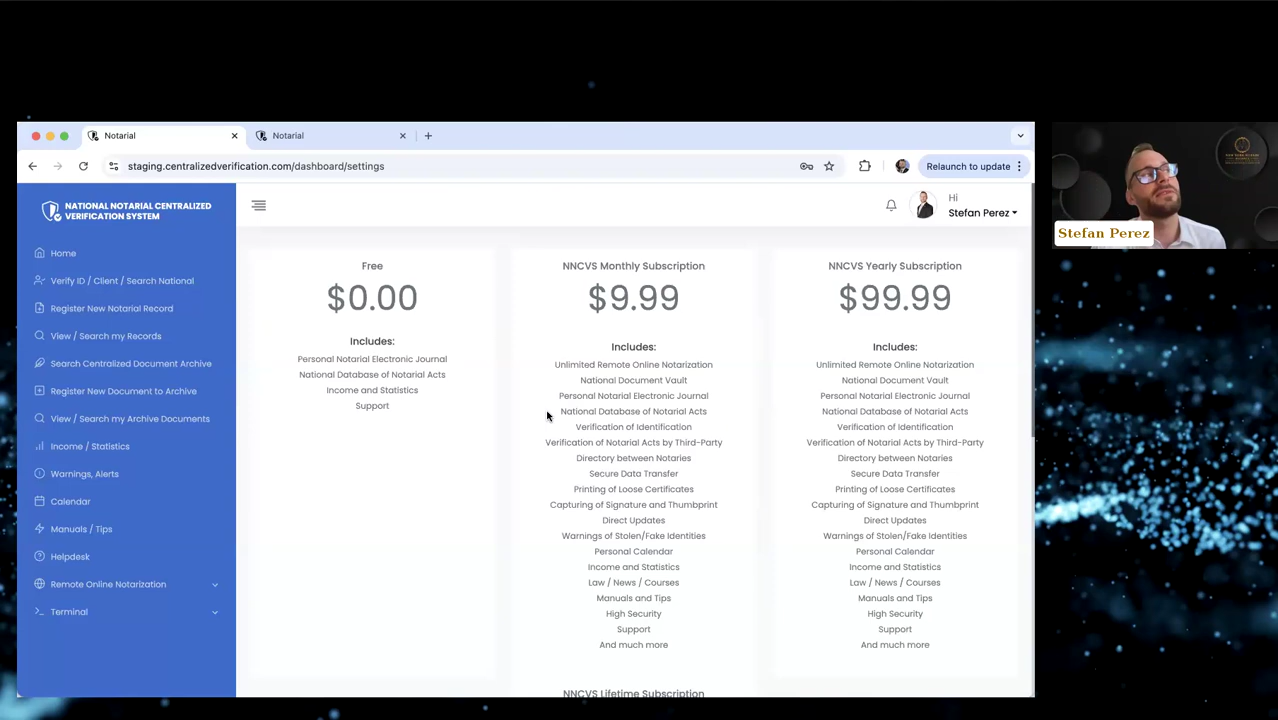 Notarial
Notarial
staging.centralizedverification.com/dashboard/settings
Relaunch to update
NATIONAL NOTARIAL CENTRALIZED
VERIFICATION SYSTEM
Hi
Stefan Perez
Home
Verify ID / Client / Search National
Register New Notarial Record
View / Search my Records
Search Centralized Document Archive
Register New Document to Archive
View / Search my Archive Documents
Income / Statistics
Warnings, Alerts
Calendar
Manuals / Tips
Helpdesk
Remote Online Notarization
Terminal
Free
$0.00
Includes:
Personal Notarial Electronic Journal
National Database of Notarial Acts
Income and Statistics
Support
NNCVS Monthly Subscription
$9.99
Includes:
Unlimited Remote Online Notarization
National Document Vault
Personal Notarial Electronic Journal
National Database of Notarial Acts
Verification of Identification
Verification of Notarial Acts by Third-Party
Directory between Notaries
Secure Data Transfer
Printing of Loose Certificates
Capturing of Signature and Thumbprint
Direct Updates
Warnings of Stolen/Fake Identities
Personal Calendar
Income and Statistics
Law / News / Courses
Manuals and Tips
High Security
Support
And much more
NNCVS Yearly Subscription
$99.99
Includes:
Unlimited Remote Online Notarization
National Document Vault
Personal Notarial Electronic Journal
National Database of Notarial Acts
Verification of Identification
Verification of Notarial Acts by Third-Party
Directory between Notaries
Secure Data Transfer
Printing of Loose Certificates
Capturing of Signature and Thumbprint
Direct Updates
Warnings of Stolen/Fake Identities
Personal Calendar
Income and Statistics
Law / News / Courses
Manuals and Tips
High Security
Support
And much more
NNCVS Lifetime Subscription
Stefan Perez